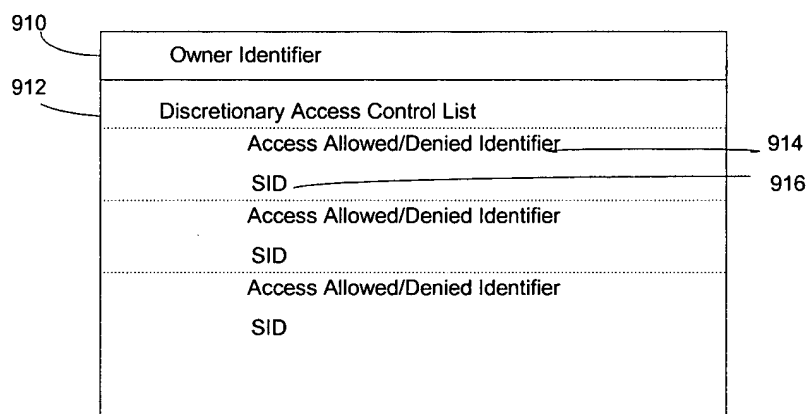 910
Owner Identifier
912
Discretionary Access Control List
Access Allowed/Denied Identifier 914
SID 916
Access Allowed/Denied Identifier
SID
Access Allowed/Denied Identifier
SID